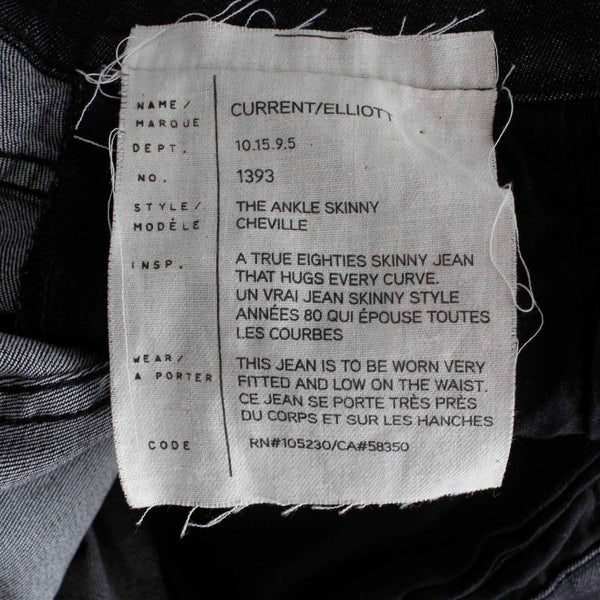 NAME/ CURRENT/ELLIOTT
MARQUE
DEPT. 10.15.9.5
NO. 1393
STYLE/ THE ANKLE SKINNY
MODÈLE CHEVILLE
INSP. A TRUE EIGHTIES SKINNY JEAN
THAT HUGS EVERY CURVE.
UN VRAI JEAN SKINNY STYLE
ANNÉES 80 QUI ÉPOUSE TOUTES
LES COURBES
WEAR/ THIS JEAN IS TO BE WORN VERY
A PORTER FITTED AND LOW ON THE WAIST.
CE JEAN SE PORTE TRÈS PRÈS
DU CORPS ET SUR LES HANCHES
CODE RN#105230/CA#58350